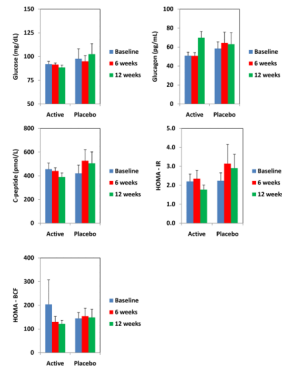 150
125
100
75
50
Glucose (mg/dL)
Active Placebo
Baseline
6 weeks
12 weeks
100
80
60
40
20
0
Glucagon (pg/mL)
Active Placebo
Baseline
6 weeks
12 weeks
800
600
400
200
0
C-peptide (pmol/L)
Active Placebo
Baseline
6 weeks
12 weeks
5.0
4.0
3.0
2.0
1.0
0.0
HOMA - IR
Active Placebo
Baseline
6 weeks
12 weeks
400
300
200
100
0
HOMA - BCF
Active Placebo
Baseline
6 weeks
12 weeks